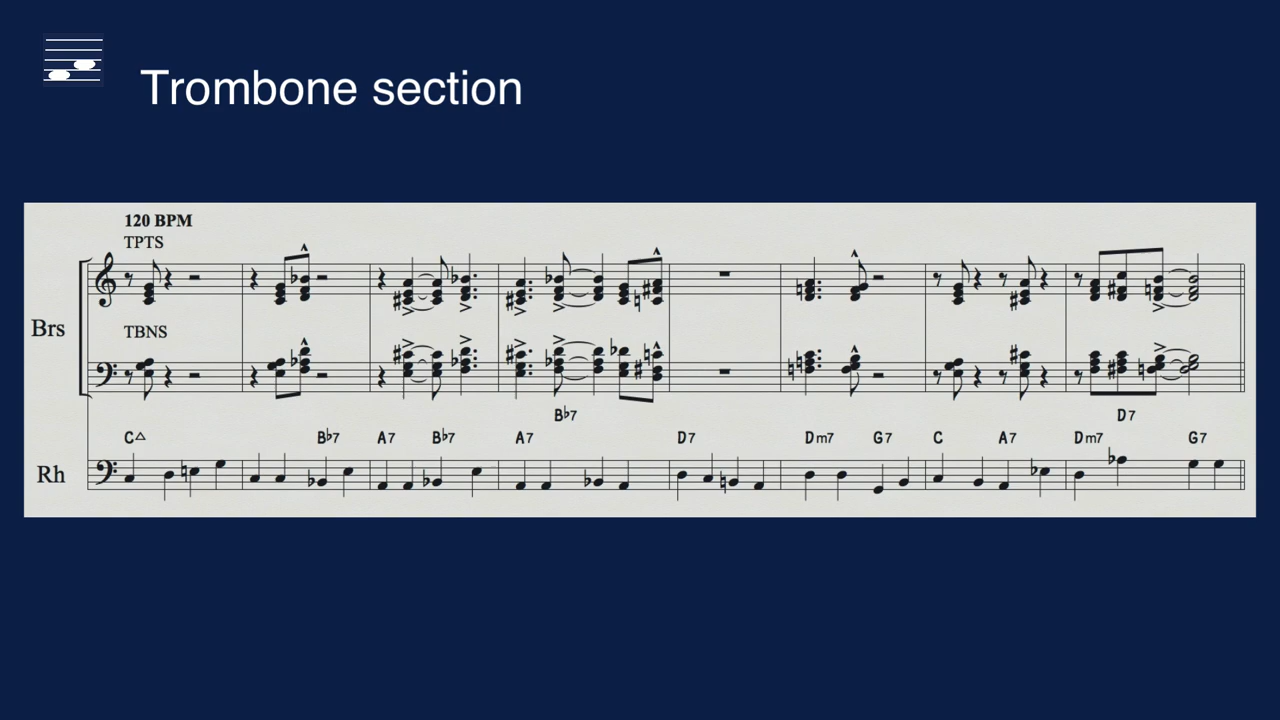 Trombone section
120 BPM
TPTS
Brs
TBNS
B♭7 D7
C△ B♭7 A7 B♭7 A7 D7 Dm7 G7 C A7 Dm7 G7
Rh